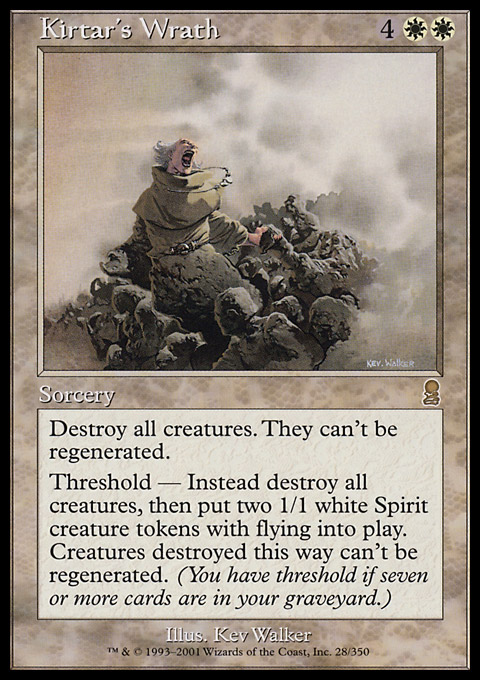 Kirtar's Wrath 4
KEV. WALKER
Sorcery
Destroy all creatures. They can't be
regenerated.
Threshold — Instead destroy all
creatures, then put two 1/1 white Spirit
creature tokens with flying into play.
Creatures destroyed this way can't be
regenerated. (You have threshold if seven
or more cards are in your graveyard.)
Illus. Kev Walker
™ & © 1993–2001 Wizards of the Coast, Inc. 28/350